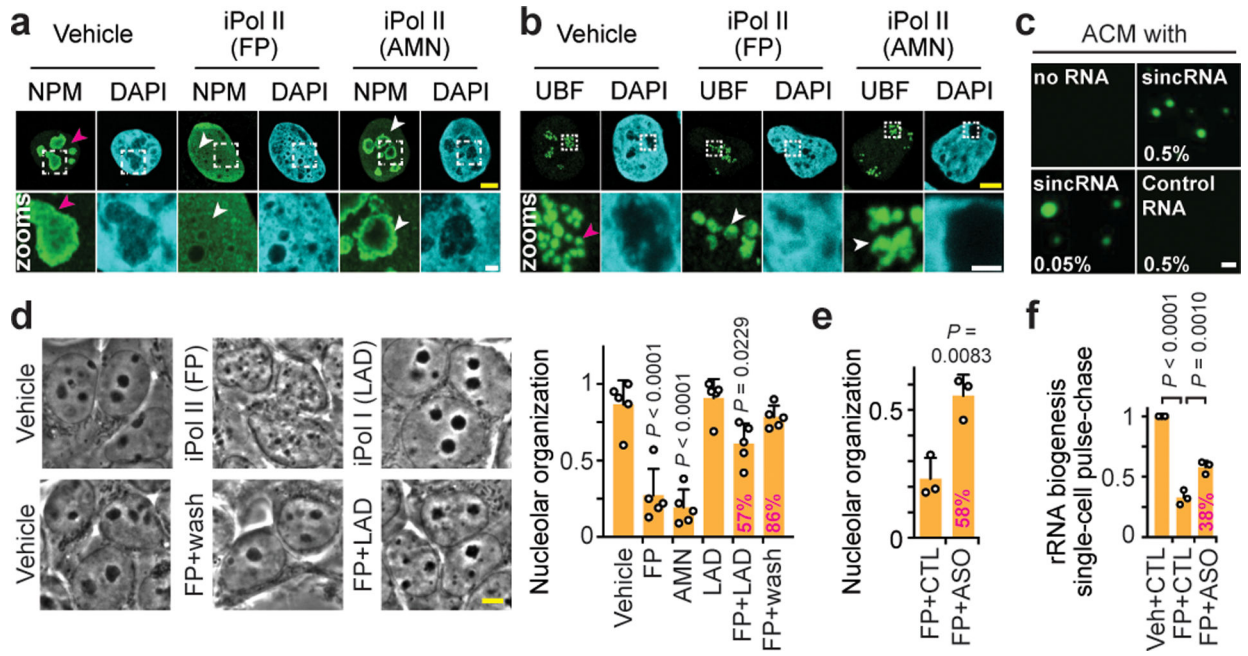 a
Vehicle
iPol II
(FP)
iPol II
(AMN)
NPM DAPI NPM DAPI NPM DAPI
zooms
b
Vehicle
iPol II
(FP)
iPol II
(AMN)
UBF DAPI UBF DAPI UBF DAPI
zooms
c
ACM with
no RNA
sincRNA
0.5%
sincRNA
0.05%
Control
RNA
0.5%
d
Vehicle
iPol II (FP)
iPol I (LAD)
Vehicle
FP+wash
FP+LAD
Nucleolar organization
1
0.5
0
P < 0.0001
P < 0.0001
P = 0.0229
57%
86%
Vehicle
FP
AMN
LAD
FP+LAD
FP+wash
e
P =
0.0083
Nucleolar organization
0.5
0
58%
FP+CTL
FP+ASO
f
P < 0.0001
P = 0.0010
rRNA biogenesis
single-cell pulse-chase
1
0.5
0
38%
Veh+CTL
FP+CTL
FP+ASO